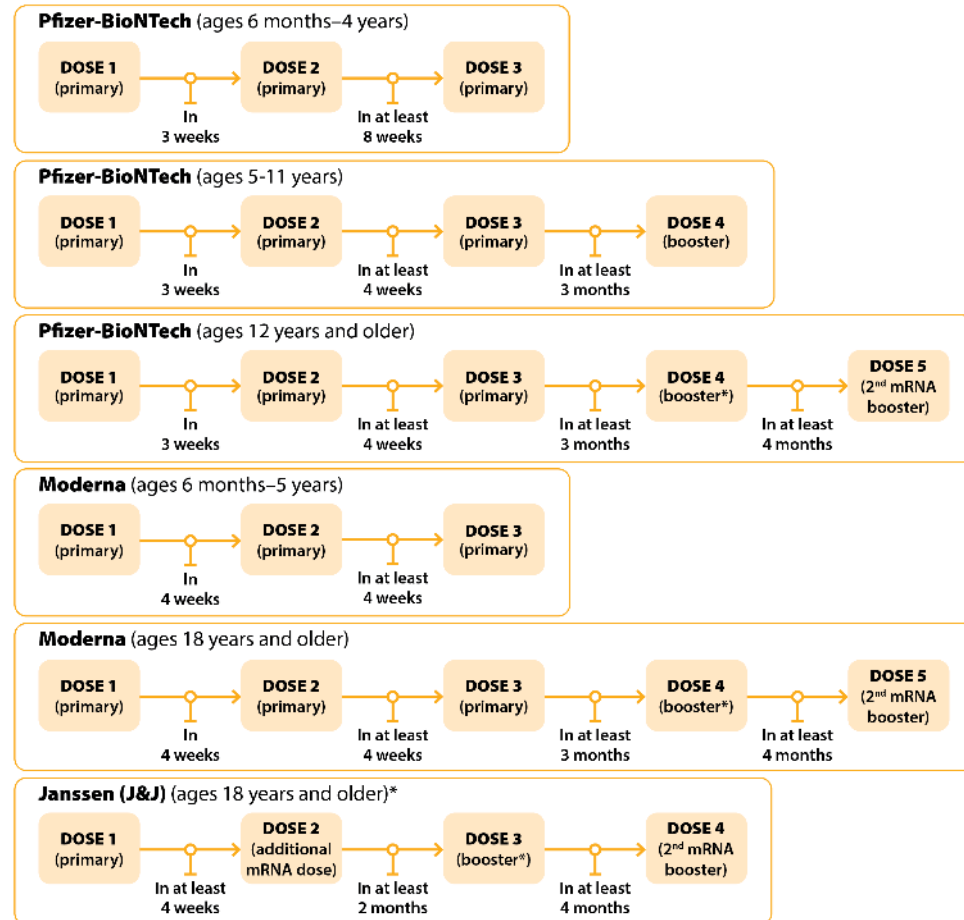 Pfizer-BioNTech (ages 6 months–4 years)
DOSE 1
(primary)
In
3 weeks
DOSE 2
(primary)
In at least
8 weeks
DOSE 3
(primary)
Pfizer-BioNTech (ages 5-11 years)
DOSE 1
(primary)
In
3 weeks
DOSE 2
(primary)
In at least
4 weeks
DOSE 3
(primary)
In at least
3 months
DOSE 4
(booster)
Pfizer-BioNTech (ages 12 years and older)
DOSE 1
(primary)
In
3 weeks
DOSE 2
(primary)
In at least
4 weeks
DOSE 3
(primary)
In at least
3 months
DOSE 4
(booster*)
In at least
4 months
DOSE 5
(2nd mRNA
booster)
Moderna (ages 6 months–5 years)
DOSE 1
(primary)
In
4 weeks
DOSE 2
(primary)
In at least
4 weeks
DOSE 3
(primary)
Moderna (ages 18 years and older)
DOSE 1
(primary)
In
4 weeks
DOSE 2
(primary)
In at least
4 weeks
DOSE 3
(primary)
In at least
3 months
DOSE 4
(booster*)
In at least
4 months
DOSE 5
(2nd mRNA
booster)
Janssen (J&J) (ages 18 years and older)*
DOSE 1
(primary)
In at least
4 weeks
DOSE 2
(additional
mRNA dose)
In at least
2 months
DOSE 3
(booster*)
In at least
4 months
DOSE 4
(2nd mRNA
booster)